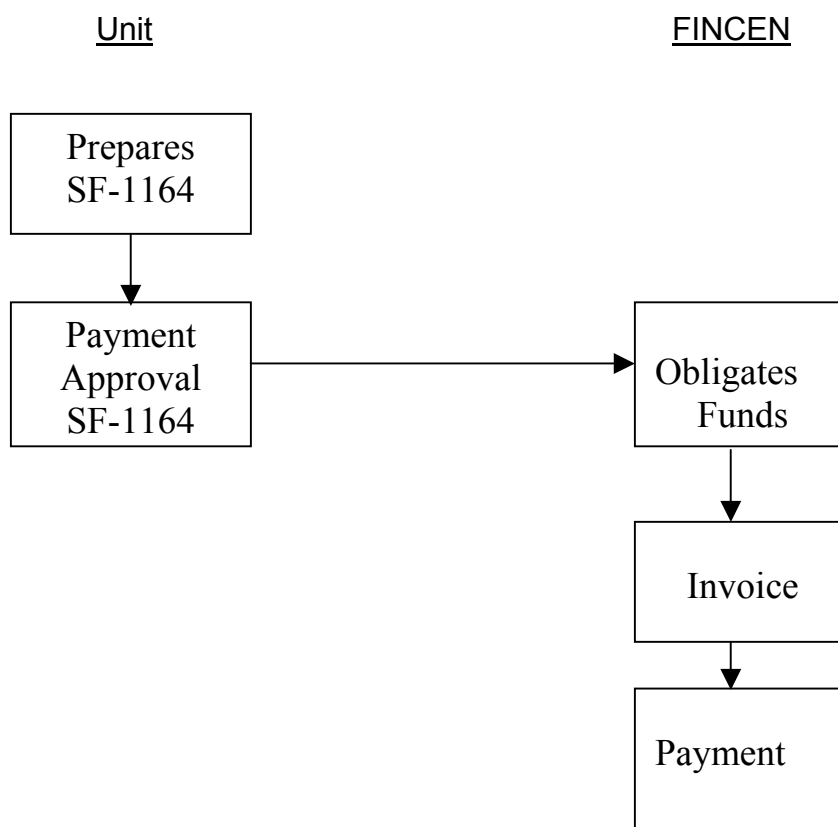 Unit
FINCEN
Prepares
SF-1164
Payment
Approval
SF-1164
Obligates
Funds
Invoice
Payment